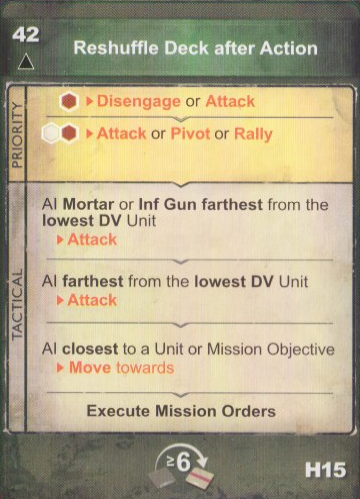 42
Reshuffle Deck after Action
PRIORITY
▸Disengage or Attack
▸Attack or Pivot or Rally
TACTICAL
AI Mortar or Inf Gun farthest from the
lowest DV Unit
▸Attack
AI farthest from the lowest DV Unit
▸Attack
AI closest to a Unit or Mission Objective
▸Move towards
Execute Mission Orders
≥6
H15